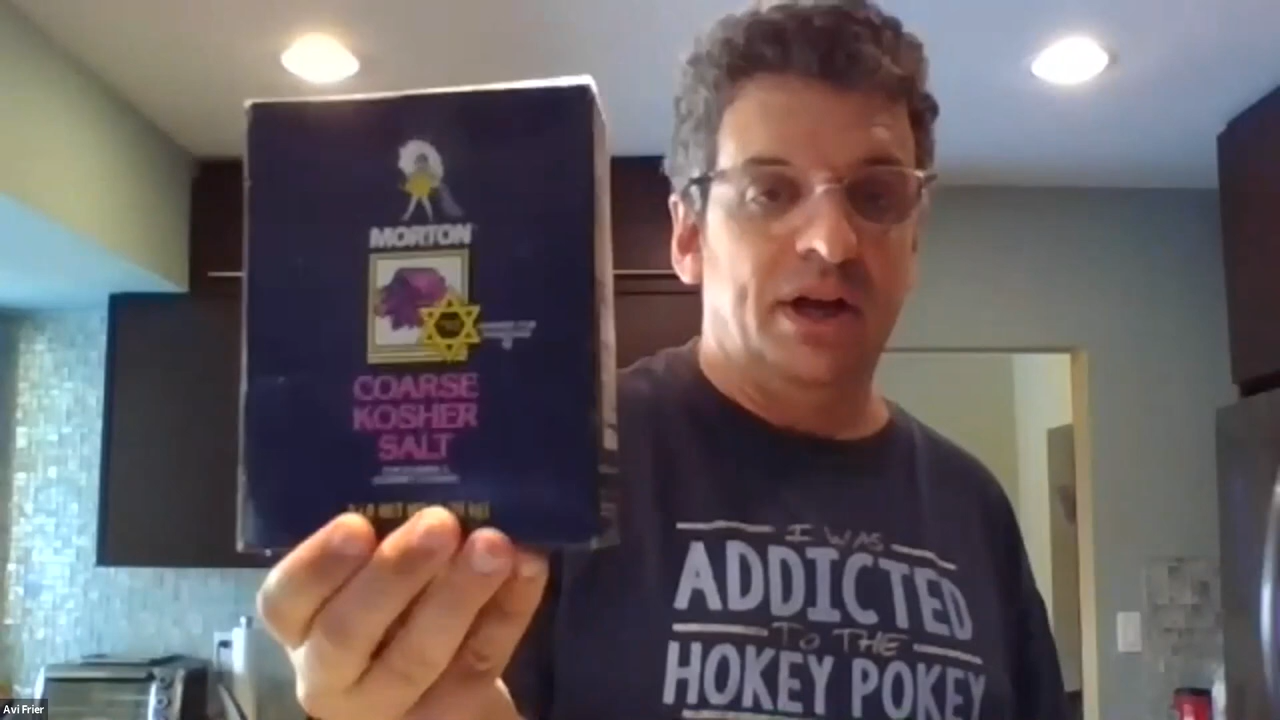 MORTON
COARSE
KOSHER
SALT
I WAS
ADDICTED
TO THE
HOKEY POKEY
Avi Frier